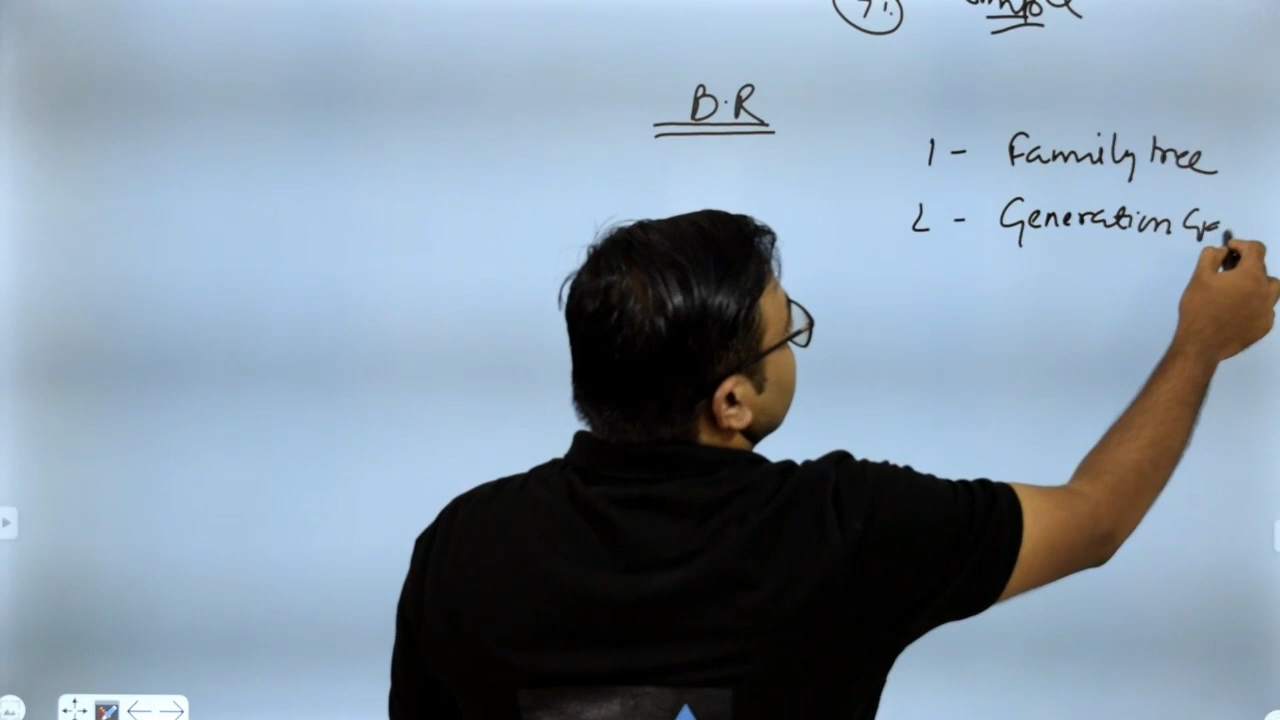 B.R
1 - Family tree
2 - Generation